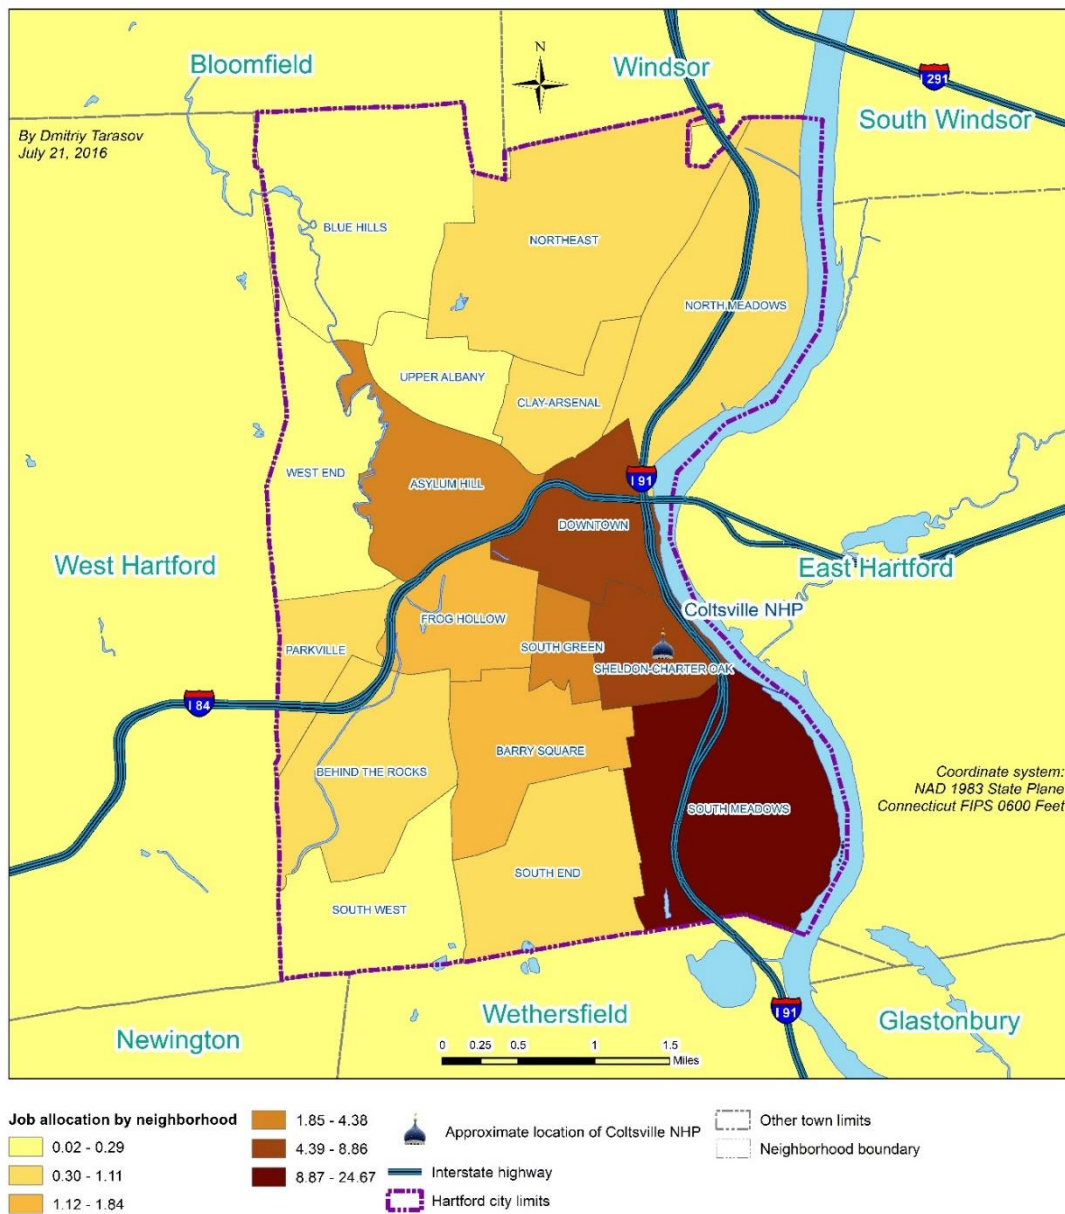 Bloomfield
N
Windsor
I 291
South Windsor
By Dmitriy Tarasov
July 21, 2016
BLUE HILLS
NORTHEAST
NORTH MEADOWS
UPPER ALBANY
CLAY-ARSENAL
WEST END
ASYLUM HILL
I 91
DOWNTOWN
West Hartford
East Hartford
Coltsville NHP
FROG HOLLOW
PARKVILLE
SOUTH GREEN
SHELDON-CHARTER OAK
I 84
BARRY SQUARE
BEHIND THE ROCKS
Coordinate system:
NAD 1983 State Plane
Connecticut FIPS 0600 Feet
SOUTH MEADOWS
SOUTH END
SOUTH WEST
Newington
Wethersfield
I 91
Glastonbury
0 0.25 0.5 1 1.5
Miles
Job allocation by neighborhood
0.02 - 0.29
0.30 - 1.11
1.12 - 1.84
1.85 - 4.38
4.39 - 8.86
8.87 - 24.67
Approximate location of Coltsville NHP
Interstate highway
Hartford city limits
Other town limits
Neighborhood boundary